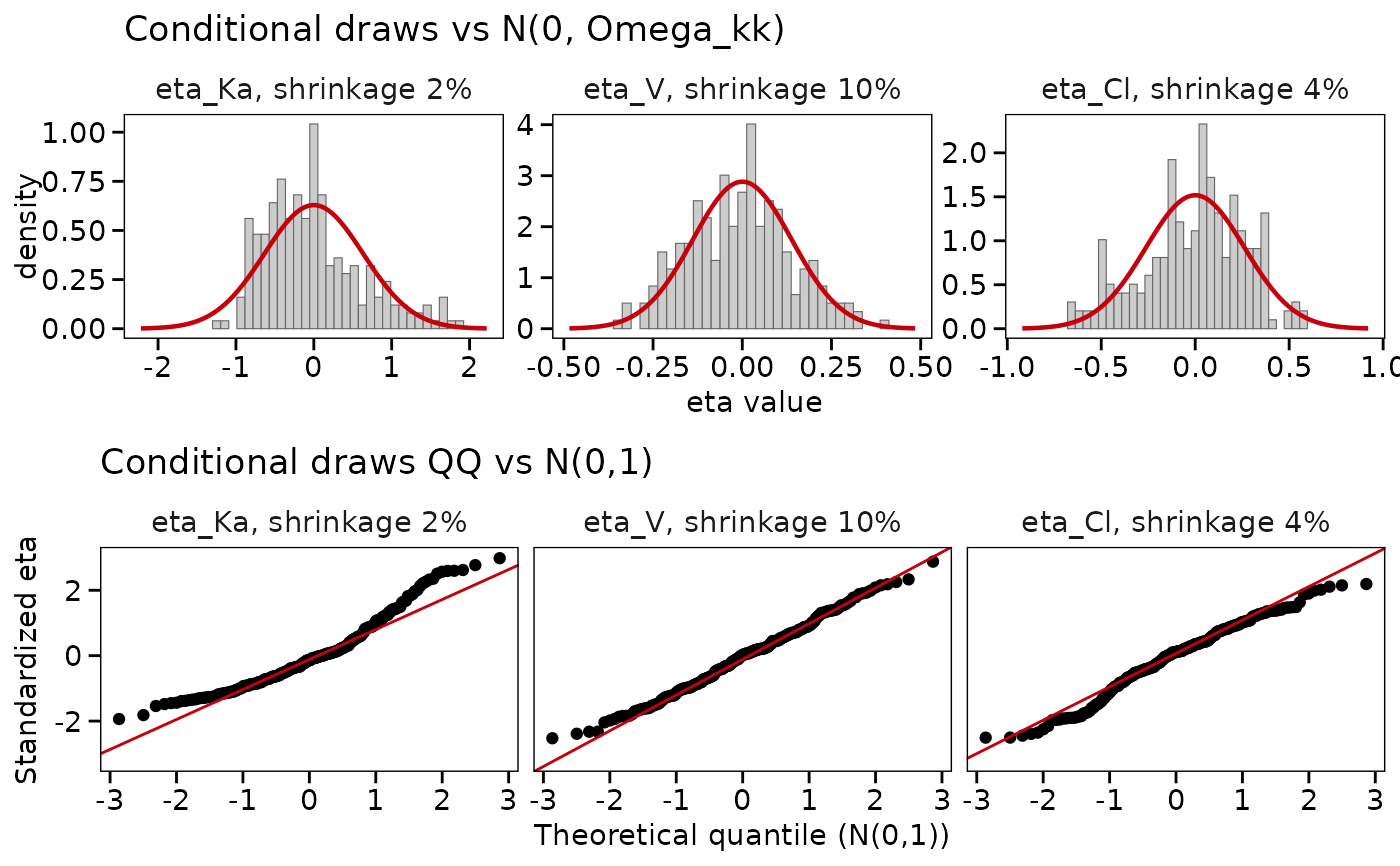 Conditional draws vs N(0, Omega_kk)
eta_Ka, shrinkage 2% eta_V, shrinkage 10% eta_Cl, shrinkage 4%
density
1.00
0.75
0.50
0.25
0.00
4
3
2
1
0
2.0
1.5
1.0
0.5
0.0
-2 -1 0 1 2
-0.50 -0.25 0.00 0.25 0.50
-1.0 -0.5 0.0 0.5 1.0
eta value
Conditional draws QQ vs N(0,1)
eta_Ka, shrinkage 2% eta_V, shrinkage 10% eta_Cl, shrinkage 4%
Standardized eta
2
0
-2
-3 -2 -1 0 1 2 3
-3 -2 -1 0 1 2 3
-3 -2 -1 0 1 2 3
Theoretical quantile (N(0,1))